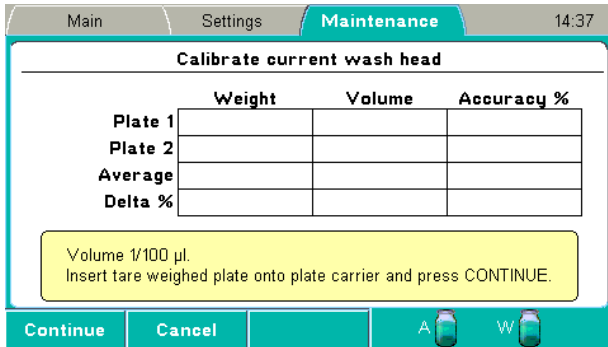 Main Settings Maintenance 14:37
Calibrate current wash head
Weight Volume Accuracy %
Plate 1
Plate 2
Average
Delta %
Volume 1/100 µl.
Insert tare weighed plate onto plate carrier and press CONTINUE.
Continue Cancel A W